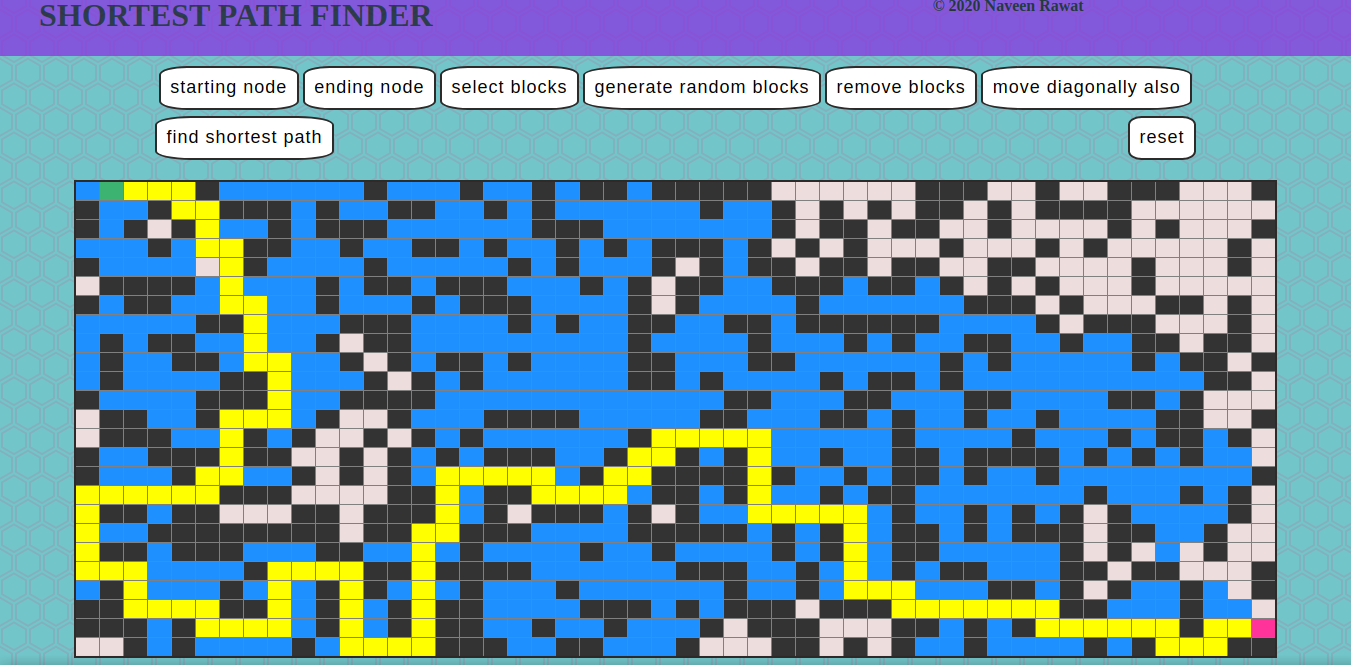 SHORTEST PATH FINDER
© 2020 Naveen Rawat
starting node
ending node
select blocks
generate random blocks
remove blocks
move diagonally also
find shortest path
reset